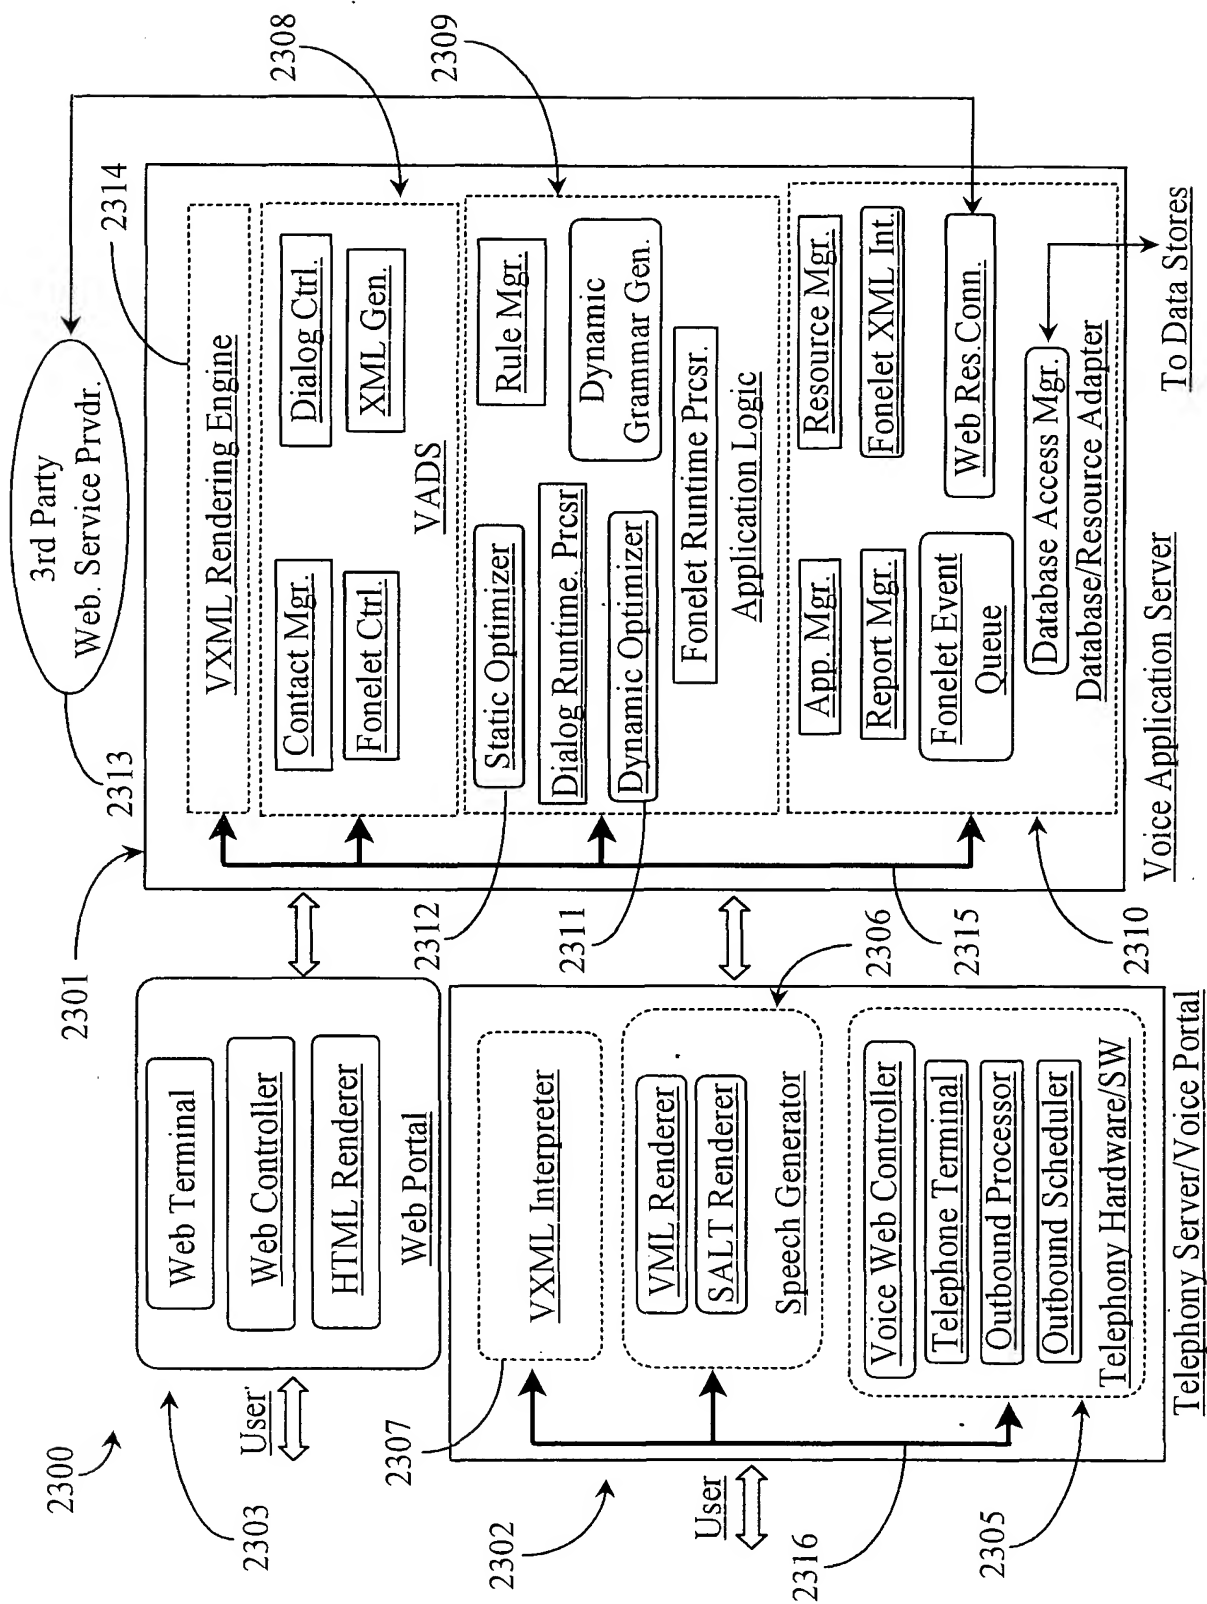 2300
2303
User
Web Terminal
Web Controller
HTML Renderer
Web Portal
2301
2313
3rd Party
Web. Service Prvdr.
2314
VXML Rendering Engine
2308
Contact Mgr.
Dialog Ctrl.
Fonelet Ctrl
XML Gen.
VADS
2309
2312
Static Optimizer
Rule Mgr.
Dialog Runtime. Prcsr
2311
Dynamic Optimizer
Dynamic
Grammar Gen.
Fonelet Runtime Prcsr.
Application Logic
App. Mgr.
Resource Mgr.
Report Mgr.
Fonelet XML Int.
Fonelet Event
Queue
Web Res.Conn.
Database Access Mgr.
Database/Resource Adapter
Voice Application Server
To Data Stores
2306
2315
2310
2307
2302
User
2316
2305
VXML Interpreter
VML Renderer
SALT Renderer
Speech Generator
Voice Web Controller
Telephone Terminal
Outbound Processor
Outbound Scheduler
Telephony Hardware/SW
Telephony Server/Voice Portal